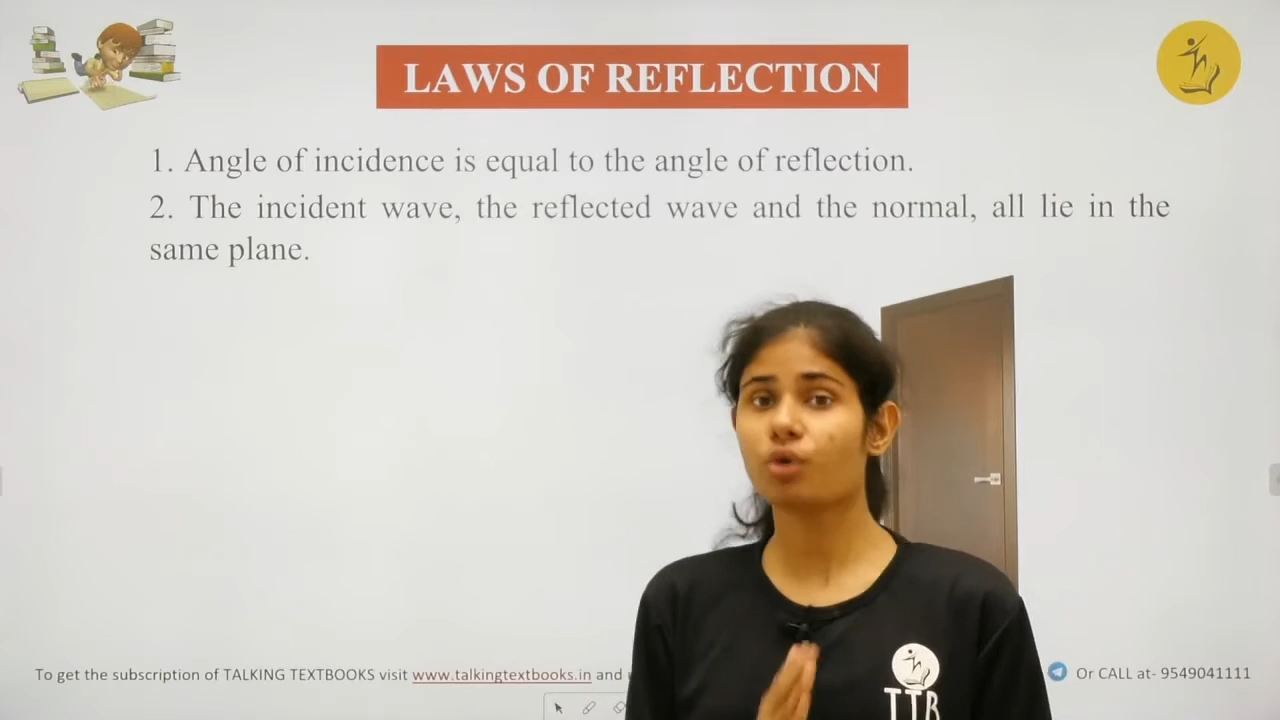 LAWS OF REFLECTION
1. Angle of incidence is equal to the angle of reflection.
2. The incident wave, the reflected wave and the normal, all lie in the
same plane.
TTB
To get the subscription of TALKING TEXTBOOKS visit www.talkingtextbooks.in and
Or CALL at- 9549041111